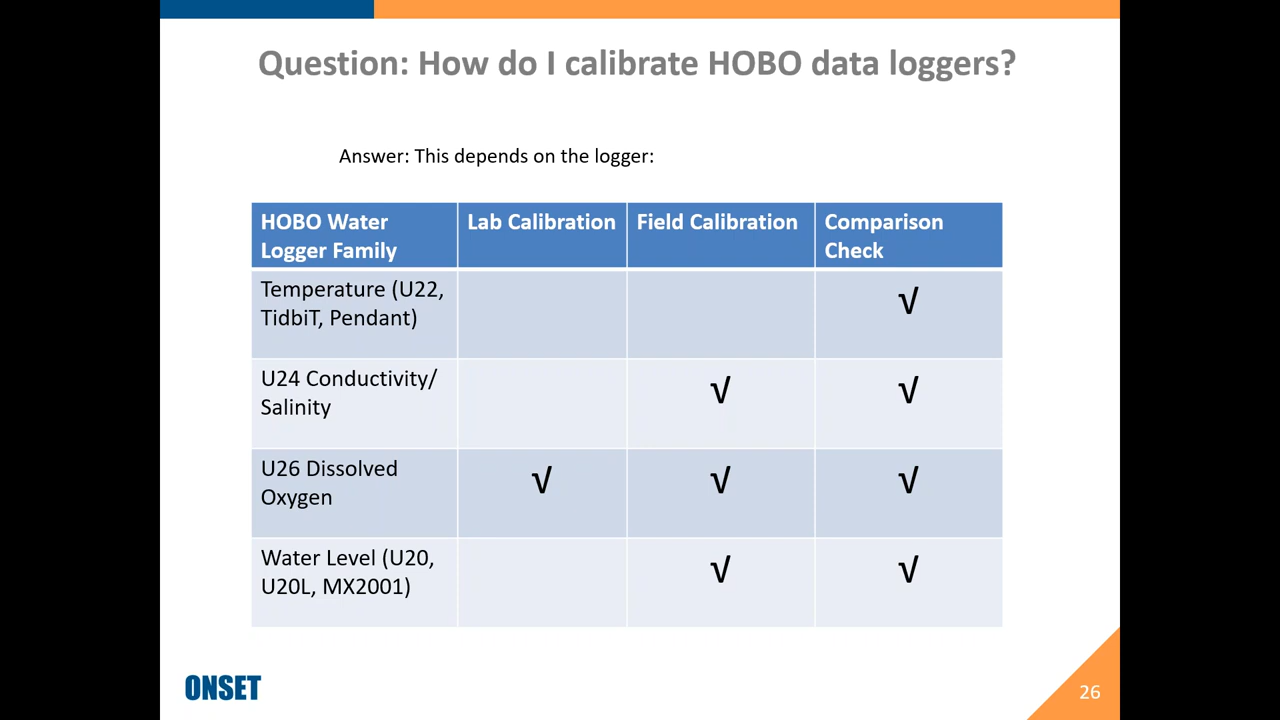 Question: How do I calibrate HOBO data loggers?
Answer: This depends on the logger:
HOBO Water Logger Family
Lab Calibration
Field Calibration
Comparison Check
Temperature (U22, TidbiT, Pendant)
√
U24 Conductivity/ Salinity
√
√
U26 Dissolved Oxygen
√
√
√
Water Level (U20, U20L, MX2001)
√
√
ONSET
26